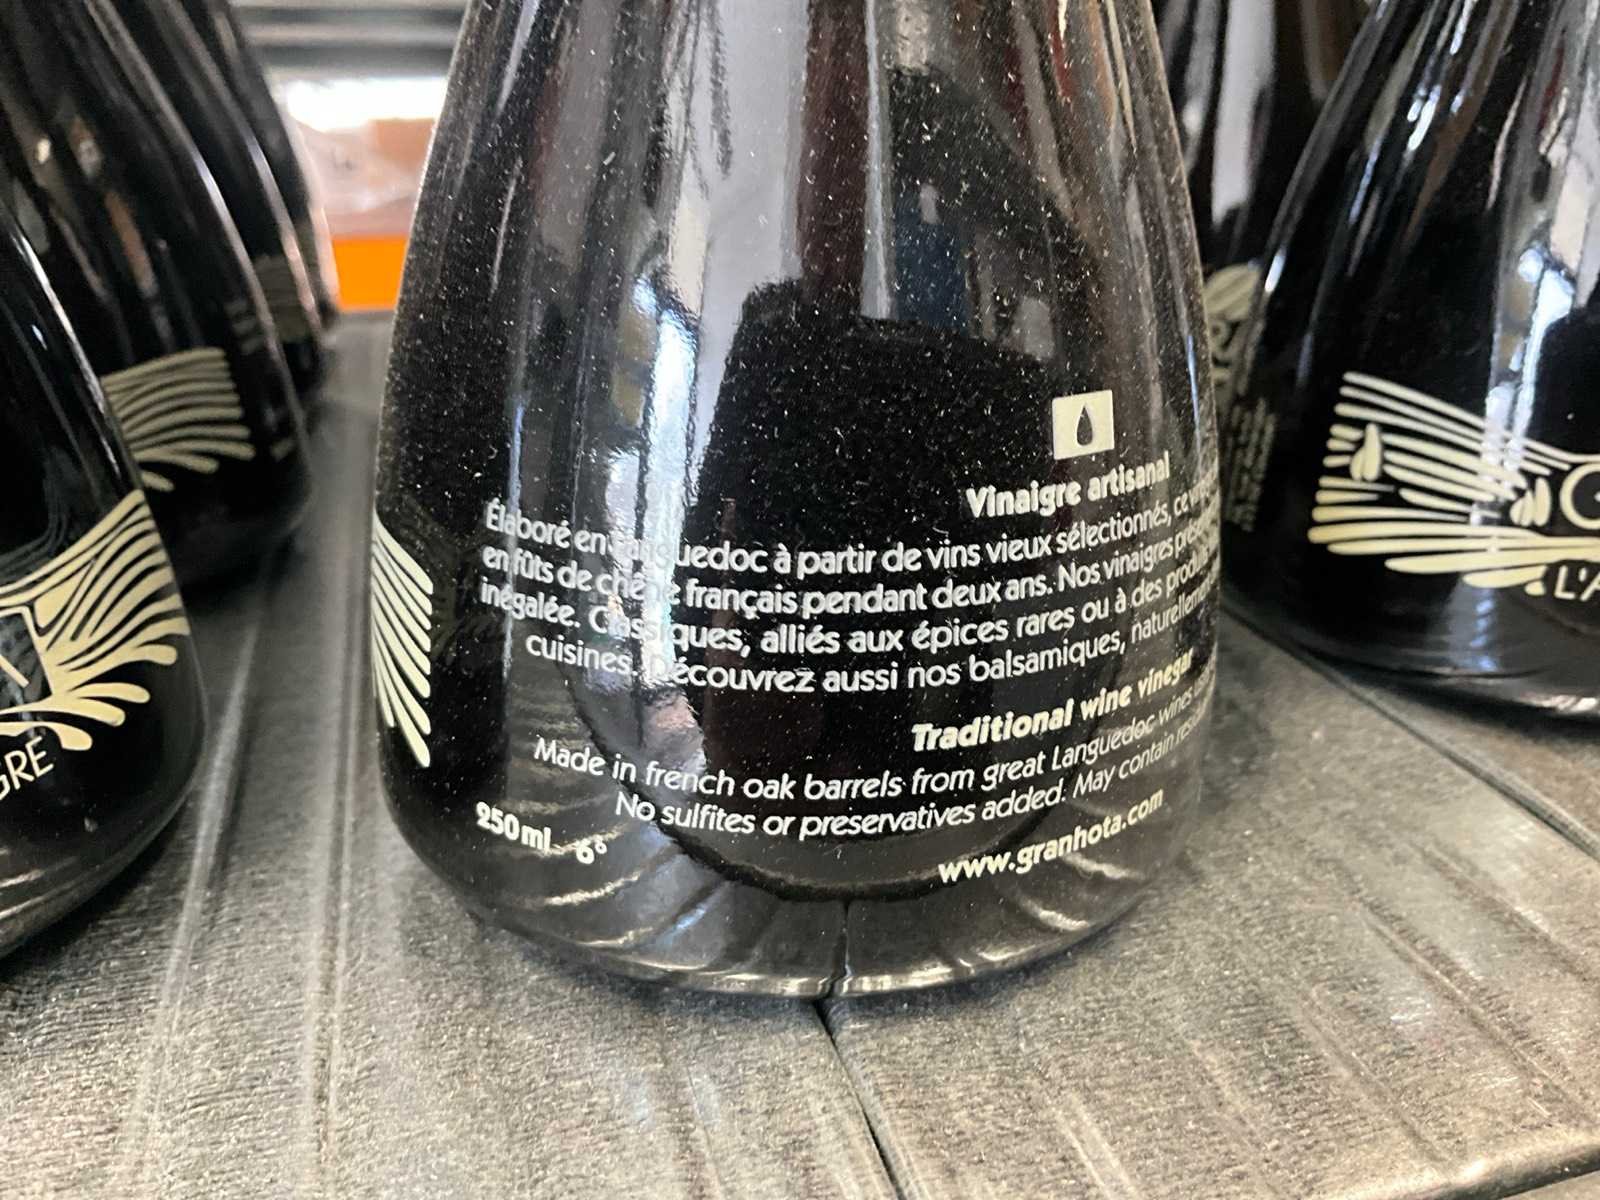 Vinaigre artisanal
Élaboré en Languedoc à partir de vins vieux sélectionnés, ce
en fûts de chêne français pendant deux ans. Nos vinaigres
inégalée. Classiques, alliés aux épices rares ou à des
cuisines. Découvrez aussi nos balsamiques,
Traditional wine vinegar
Made in french oak barrels from great Languedoc wines
No sulfites or preservatives added. May contain
250 ml 6°
www.granhota.com
GRE
L'A